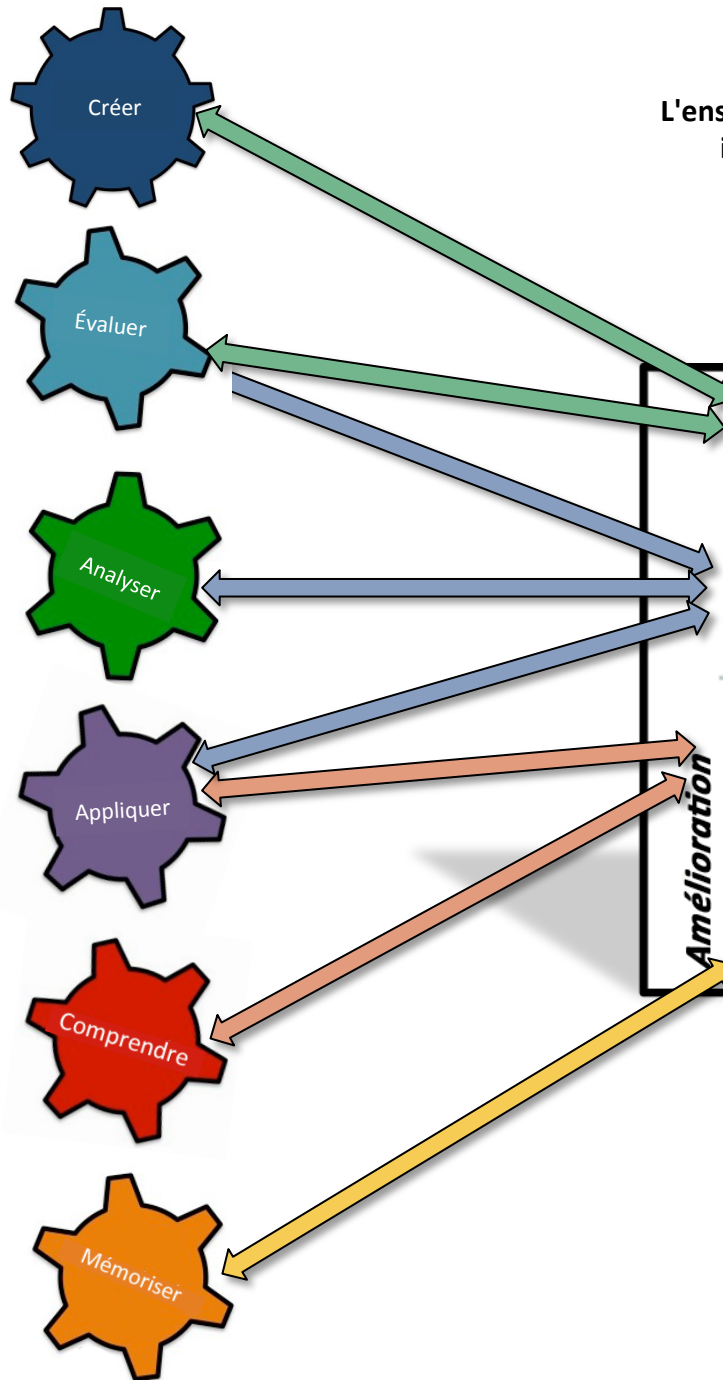 Créer
L'ens
i
Évaluer
Analyser
Appliquer
Amélioration
Comprendre
Mémoriser